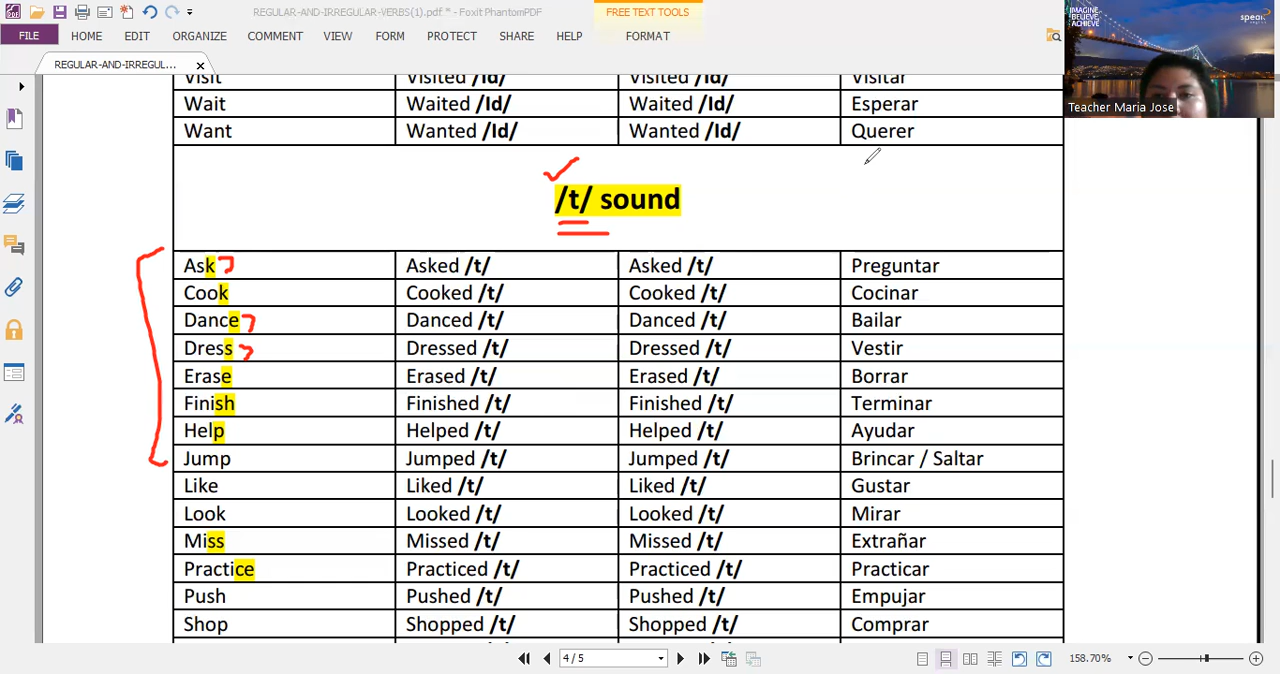 REGULAR-AND-IRREGULAR-VERBS(1).pdf.* - Foxit PhantomPDF
FREE TEXT TOOLS
FILE HOME EDIT ORGANIZE COMMENT VIEW FORM PROTECT SHARE HELP FORMAT
REGULAR-AND-IRREGUL...
IMAGINE
BELIEVE
ACHIEVE
speak
Teacher Maria Jose
Visit Visited /Id/ Visited /Id/ Visitar
Wait Waited /Id/ Waited /Id/ Esperar
Want Wanted /Id/ Wanted /Id/ Querer
/t/ sound
Ask Asked /t/ Asked /t/ Preguntar
Cook Cooked /t/ Cooked /t/ Cocinar
Dance Danced /t/ Danced /t/ Bailar
Dress Dressed /t/ Dressed /t/ Vestir
Erase Erased /t/ Erased /t/ Borrar
Finish Finished /t/ Finished /t/ Terminar
Help Helped /t/ Helped /t/ Ayudar
Jump Jumped /t/ Jumped /t/ Brincar / Saltar
Like Liked /t/ Liked /t/ Gustar
Look Looked /t/ Looked /t/ Mirar
Miss Missed /t/ Missed /t/ Extrañar
Practice Practiced /t/ Practiced /t/ Practicar
Push Pushed /t/ Pushed /t/ Empujar
Shop Shopped /t/ Shopped /t/ Comprar
4 / 5
158.70%